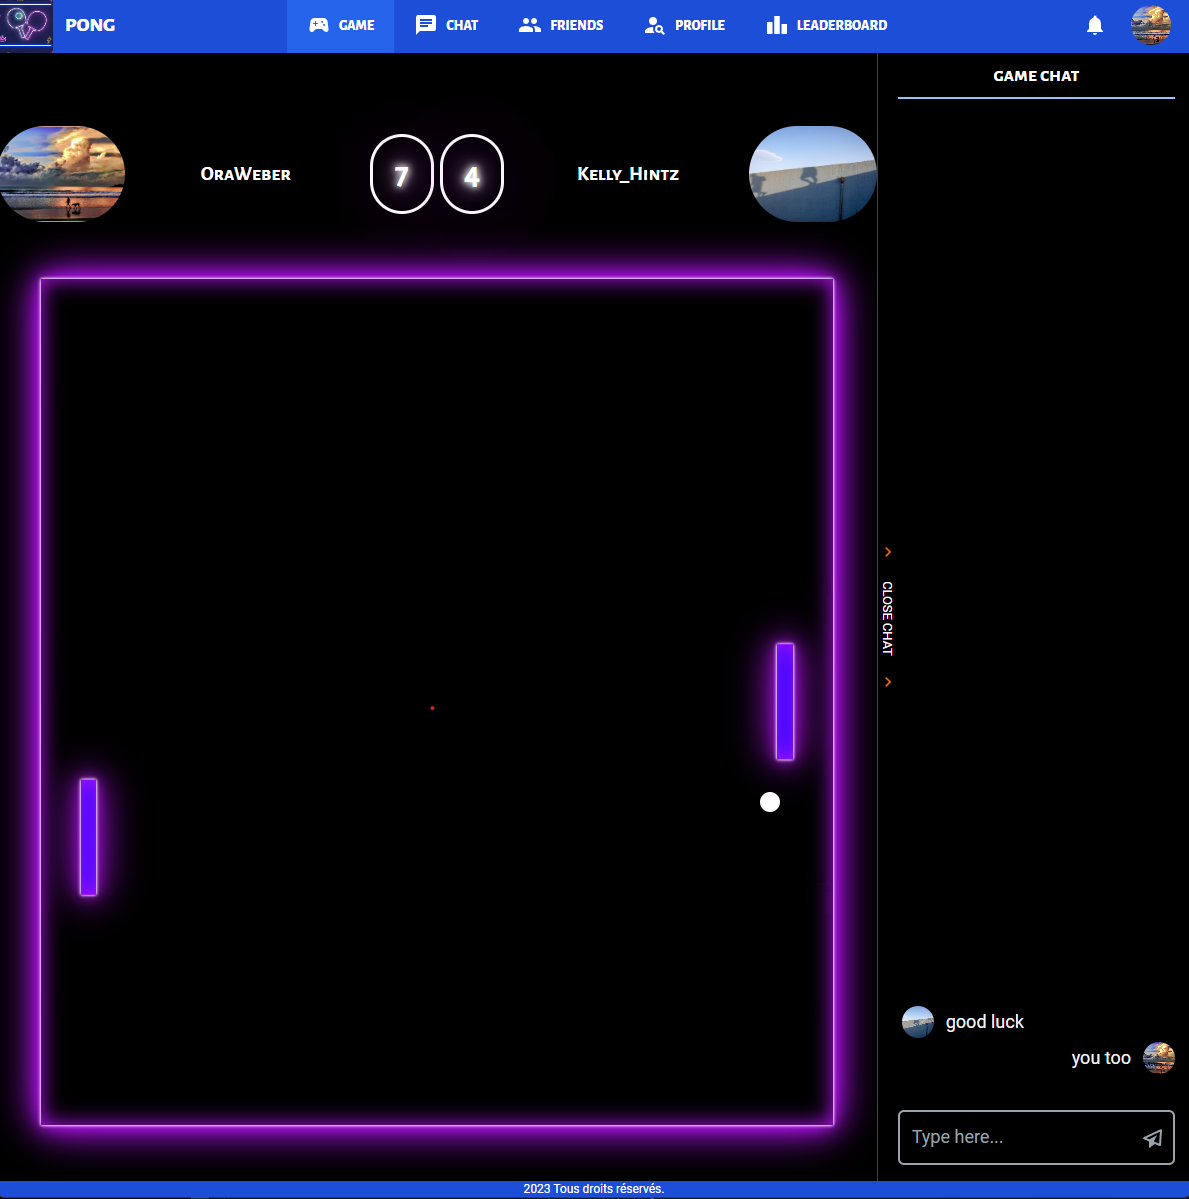 PONG
GAME
CHAT
FRIENDS
PROFILE
LEADERBOARD
GAME CHAT
OraWeber
7
4
Kelly_Hintz
CLOSE CHAT
good luck
you too
Type here...
2023 Tous droits réservés.